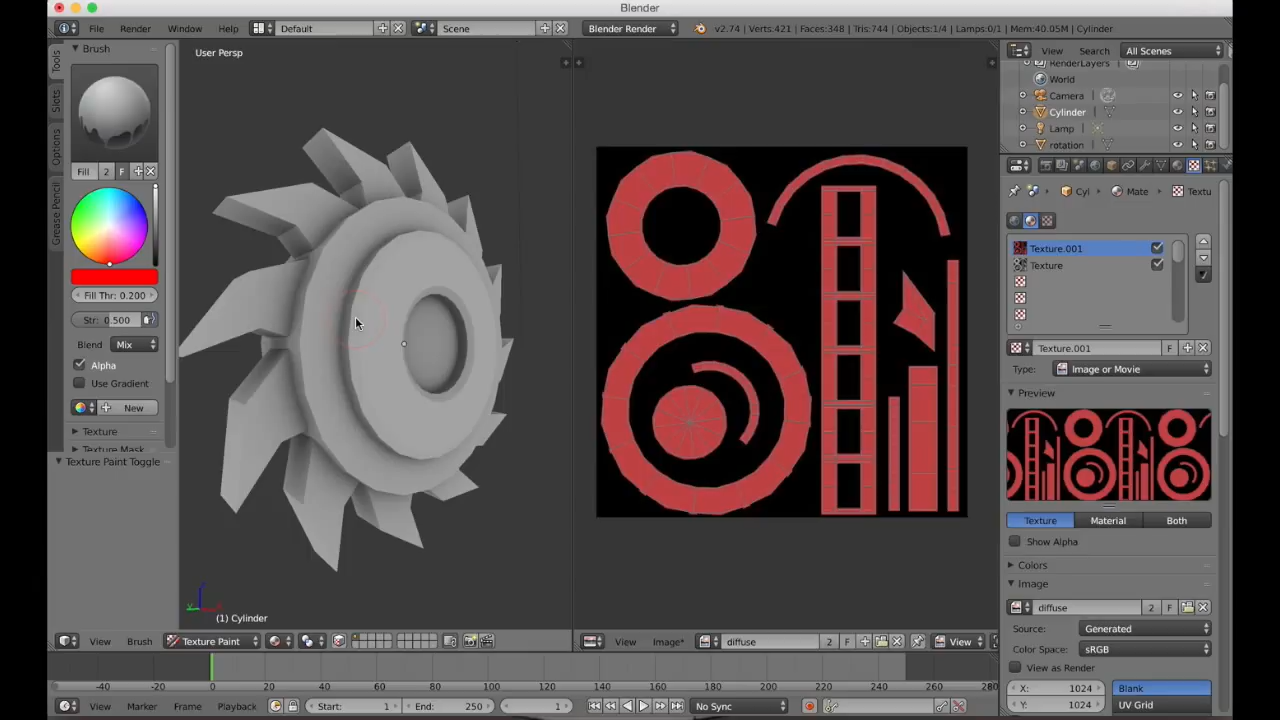 Blender
File Render Window Help Default Scene Blender Render v2.74 | Verts:421 | Faces:348 | Tris:744 | Objects:1/4 | Lamps:0/1 | Mem:40.05M | Cylinder
Brush
Tools
Slots
Options
Grease Pencil
Fill 2 F
Fill Thr: 0.200
Str: 0.500
Blend Mix
Alpha
Use Gradient
New
Texture
Texture Mask
Texture Paint Toggle
User Persp
(1) Cylinder
View Brush Texture Paint
View Image* diffuse 2 F View
View Search All Scenes
RenderLayers
World
Camera
Cylinder
Lamp
rotation
Cyl Mate Textu
Texture.001
Texture
Texture.001 F
Type: Image or Movie
Preview
Texture Material Both
Show Alpha
Colors
Image
diffuse 2 F
Source: Generated
Color Space: sRGB
View as Render
X: 1024 Blank
Y: 1024 UV Grid
-40 -20 0 20 40 60 80 100 120 140 160 180 200 220 240 260 280
View Marker Frame Playback Start: 1 End: 250 1 No Sync